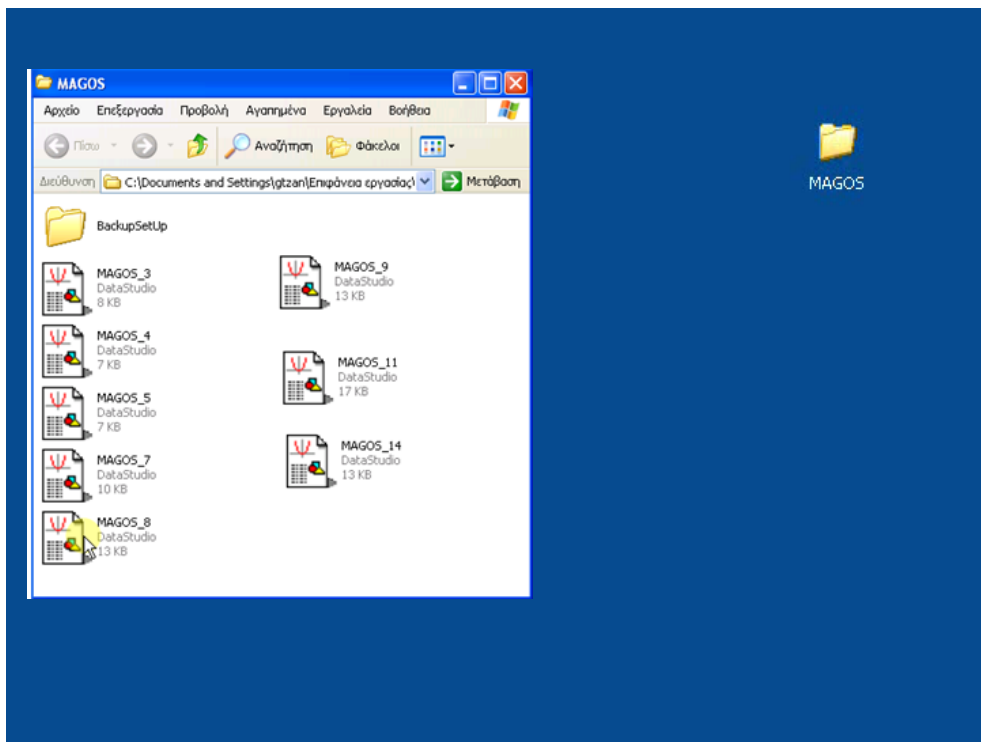 MAGOS
Αρχείο Επεξεργασία Προβολή Αγαπημένα Εργαλεία Βοήθεια
Πίσω Αναζήτηση Φάκελοι
Διεύθυνση C:\Documents and Settings\gtzan\Επιφάνεια εργασίας\ Μετάβαση
BackupSetUp
MAGOS_3
DataStudio
8 KB
MAGOS_4
DataStudio
7 KB
MAGOS_5
DataStudio
7 KB
MAGOS_7
DataStudio
10 KB
MAGOS_8
DataStudio
13 KB
MAGOS_9
DataStudio
13 KB
MAGOS_11
DataStudio
17 KB
MAGOS_14
DataStudio
13 KB
MAGOS